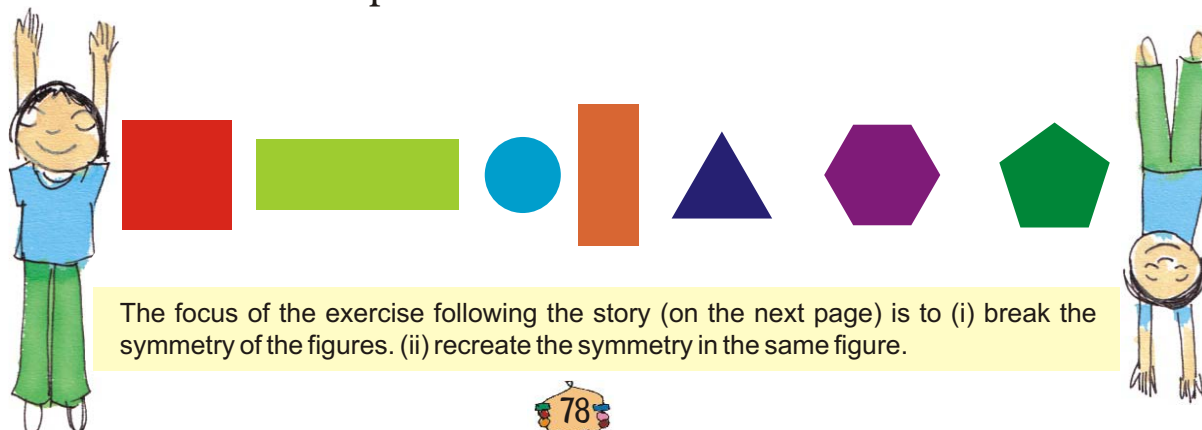 The focus of the exercise following the story (on the next page) is to (i) break the
symmetry of the figures. (ii) recreate the symmetry in the same figure.
78